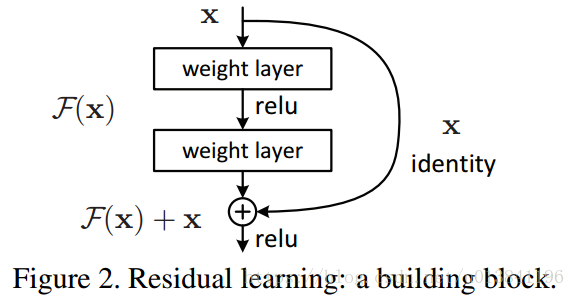 x
weight layer
F(x)
relu
x
identity
weight layer
F(x) + x
relu
Figure 2. Residual learning: a building block.